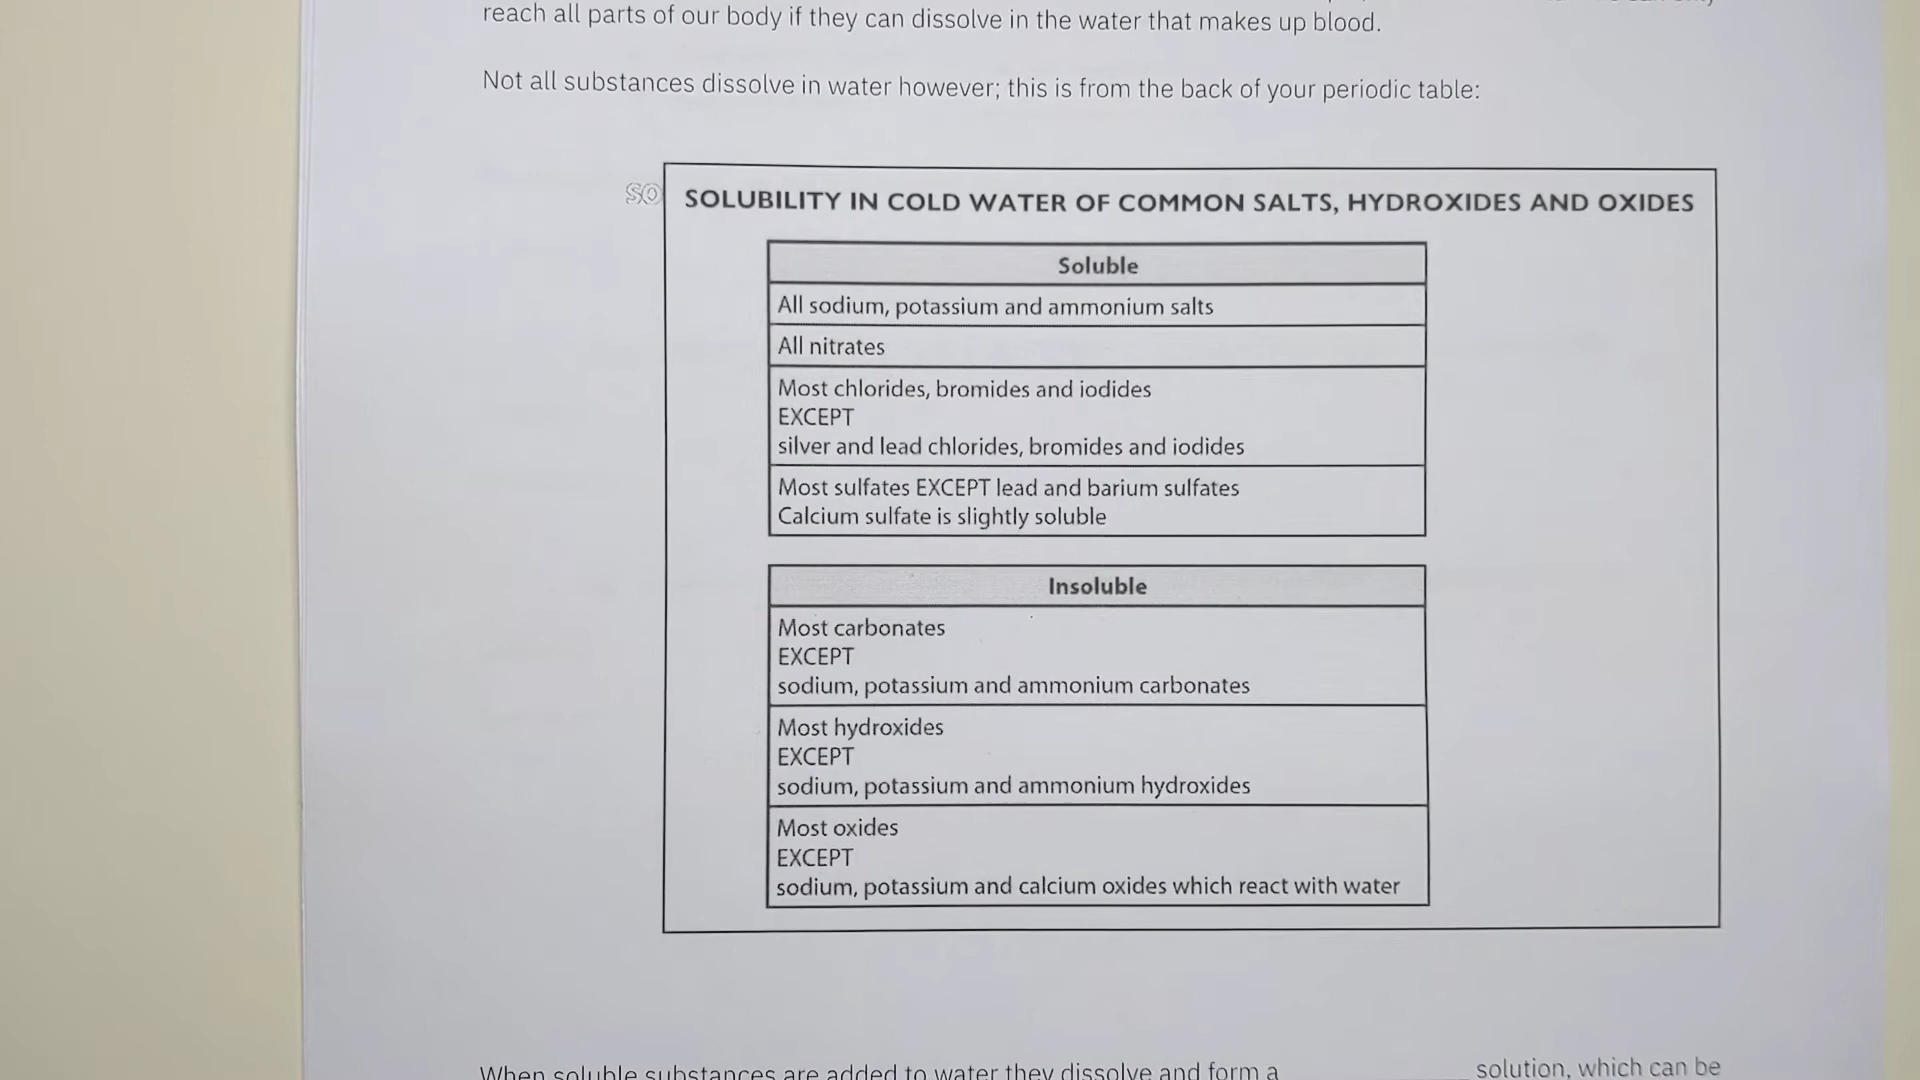 reach all parts of our body if they can dissolve in the water that makes up blood.
Not all substances dissolve in water however; this is from the back of your periodic table:
SO
SOLUBILITY IN COLD WATER OF COMMON SALTS, HYDROXIDES AND OXIDES
Soluble
All sodium, potassium and ammonium salts
All nitrates
Most chlorides, bromides and iodides
EXCEPT
silver and lead chlorides, bromides and iodides
Most sulfates EXCEPT lead and barium sulfates
Calcium sulfate is slightly soluble
Insoluble
Most carbonates
EXCEPT
sodium, potassium and ammonium carbonates
Most hydroxides
EXCEPT
sodium, potassium and ammonium hydroxides
Most oxides
EXCEPT
sodium, potassium and calcium oxides which react with water
When soluble substances are added to water they dissolve and form a ____________ solution, which can be